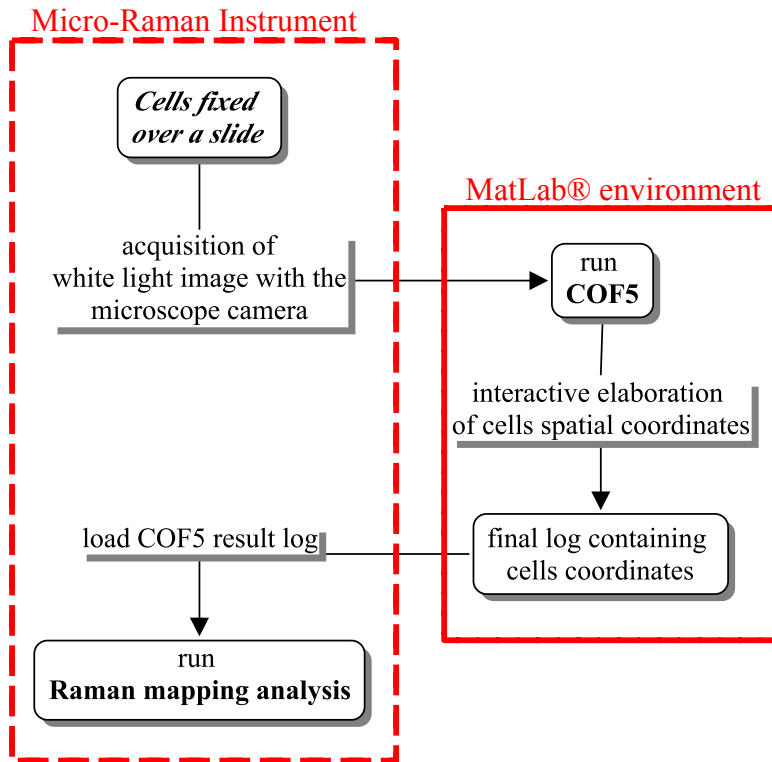 Micro-Raman Instrument
Cells fixed
over a slide
acquisition of
white light image with the
microscope camera
MatLab® environment
run
COF5
interactive elaboration
of cells spatial coordinates
final log containing
cells coordinates
load COF5 result log
run
Raman mapping analysis